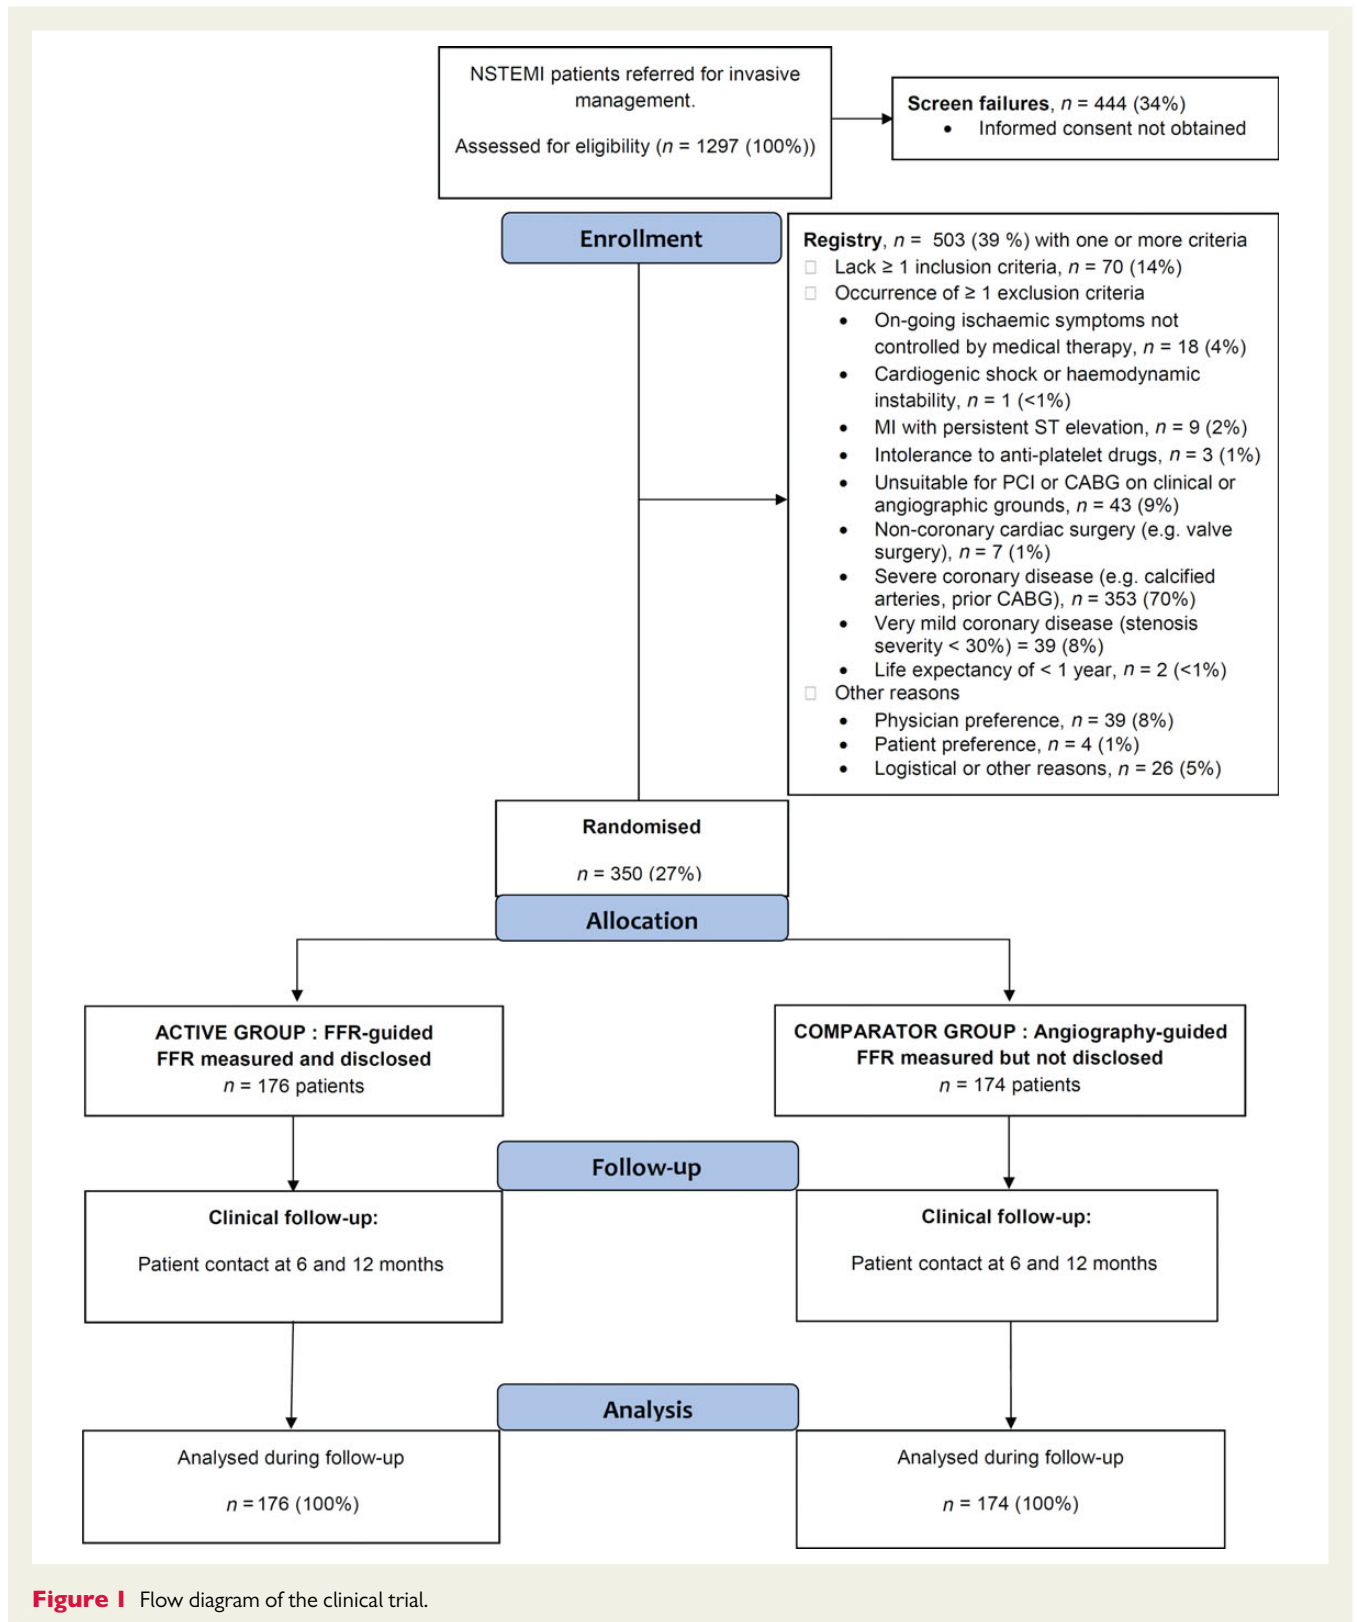 NSTEMI patients referred for invasive
management.
Assessed for eligibility (n = 1297 (100%))
Screen failures, n = 444 (34%)
• Informed consent not obtained
Enrollment
Registry, n = 503 (39 %) with one or more criteria
Lack ≥ 1 inclusion criteria, n = 70 (14%)
Occurrence of ≥ 1 exclusion criteria
• On-going ischaemic symptoms not
controlled by medical therapy, n = 18 (4%)
• Cardiogenic shock or haemodynamic
instability, n = 1 (<1%)
• MI with persistent ST elevation, n = 9 (2%)
• Intolerance to anti-platelet drugs, n = 3 (1%)
• Unsuitable for PCI or CABG on clinical or
angiographic grounds, n = 43 (9%)
• Non-coronary cardiac surgery (e.g. valve
surgery), n = 7 (1%)
• Severe coronary disease (e.g. calcified
arteries, prior CABG), n = 353 (70%)
• Very mild coronary disease (stenosis
severity < 30%) = 39 (8%)
• Life expectancy of < 1 year, n = 2 (<1%)
Other reasons
• Physician preference, n = 39 (8%)
• Patient preference, n = 4 (1%)
• Logistical or other reasons, n = 26 (5%)
Randomised
n = 350 (27%)
Allocation
ACTIVE GROUP : FFR-guided
FFR measured and disclosed
n = 176 patients
COMPARATOR GROUP : Angiography-guided
FFR measured but not disclosed
n = 174 patients
Follow-up
Clinical follow-up:
Patient contact at 6 and 12 months
Clinical follow-up:
Patient contact at 6 and 12 months
Analysis
Analysed during follow-up
n = 176 (100%)
Analysed during follow-up
n = 174 (100%)
Figure 1 Flow diagram of the clinical trial.